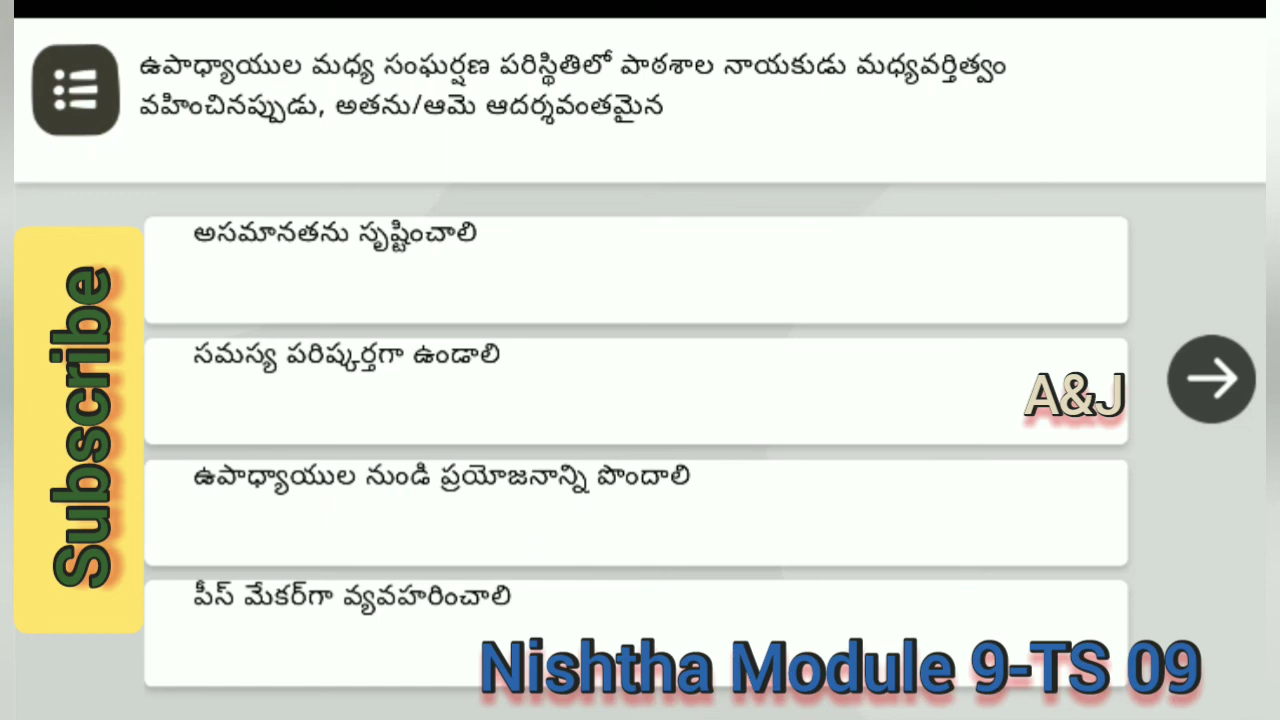 ఉపాధ్యాయుల మధ్య సంఘర్షణ పరిస్థితిలో పాఠశాల నాయకుడు మధ్యవర్తిత్వం
వహించినప్పుడు, అతను/ఆమె ఆదర్శవంతమైన
అసమానతను సృష్టించాలి
సమస్య పరిష్కర్తగా ఉండాలి
ఉపాధ్యాయుల నుండి ప్రయోజనాన్ని పొందాలి
పీస్ మేకర్‌గా వ్యవహరించాలి
Subscribe
A&J
Nishtha Module 9-TS 09